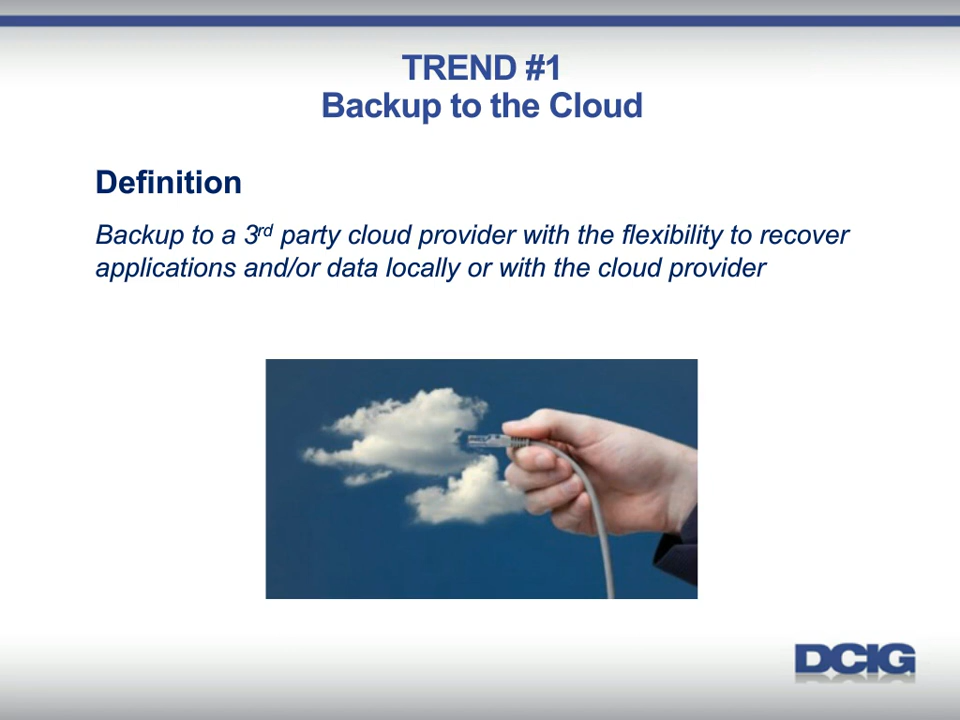 TREND #1
Backup to the Cloud
Definition
Backup to a 3rd party cloud provider with the flexibility to recover
applications and/or data locally or with the cloud provider
DCIG